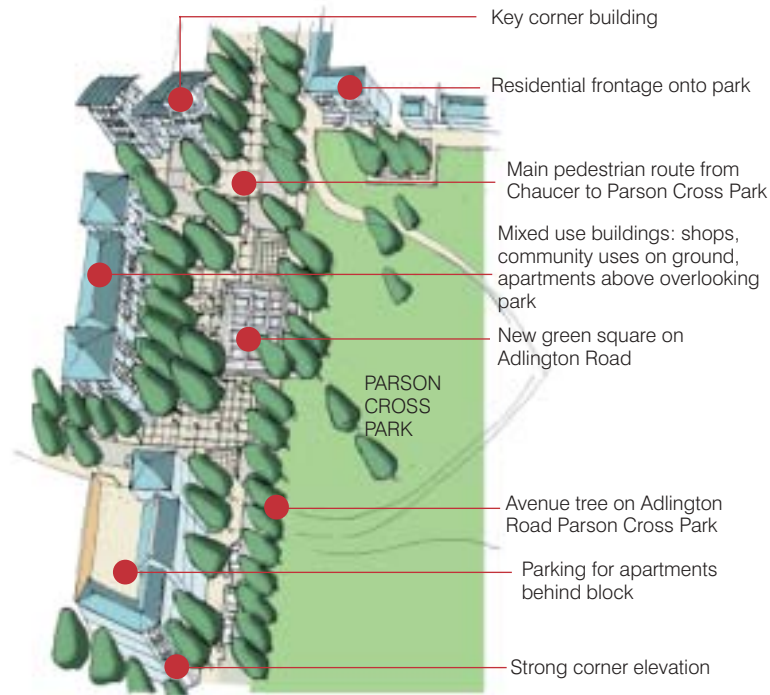 Key corner building
Residential frontage onto park
Main pedestrian route from
Chaucer to Parson Cross Park
Mixed use buildings: shops,
community uses on ground,
apartments above overlooking
park
New green square on
Adlington Road
PARSON
CROSS
PARK
Avenue tree on Adlington
Road Parson Cross Park
Parking for apartments
behind block
Strong corner elevation